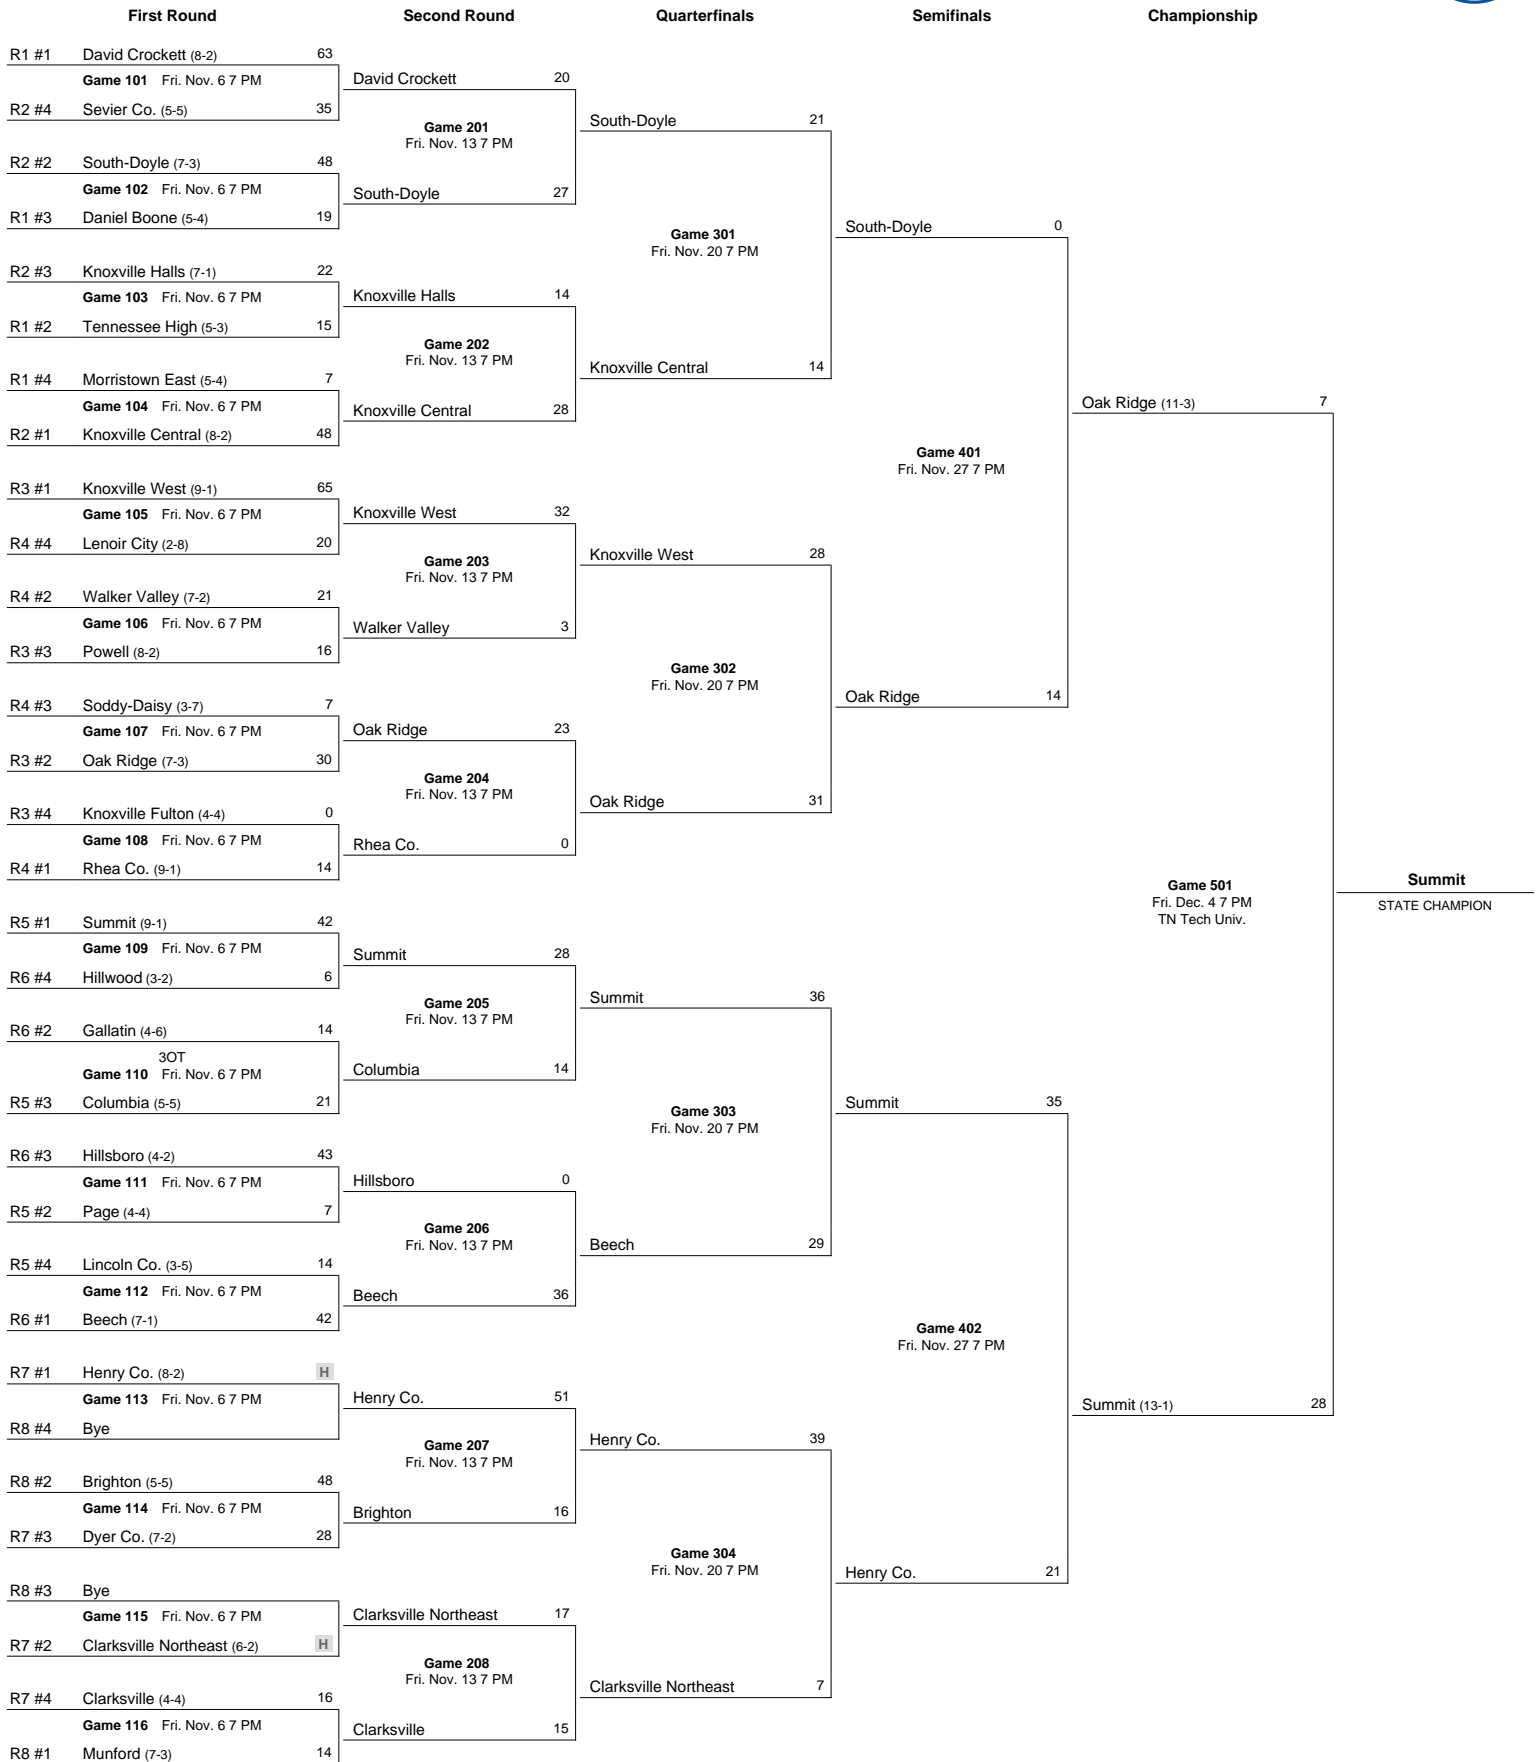 First Round Second Round Quarterfinals Semifinals Championship
R1 #1 David Crockett (8-2) 63
Game 101 Fri. Nov. 6 7 PM
R2 #4 Sevier Co. (5-5) 35
R2 #2 South-Doyle (7-3) 48
Game 102 Fri. Nov. 6 7 PM
R1 #3 Daniel Boone (5-4) 19
R2 #3 Knoxville Halls (7-1) 22
Game 103 Fri. Nov. 6 7 PM
R1 #2 Tennessee High (5-3) 15
R1 #4 Morristown East (5-4) 7
Game 104 Fri. Nov. 6 7 PM
R2 #1 Knoxville Central (8-2) 48
R3 #1 Knoxville West (9-1) 65
Game 105 Fri. Nov. 6 7 PM
R4 #4 Lenoir City (2-8) 20
R4 #2 Walker Valley (7-2) 21
Game 106 Fri. Nov. 6 7 PM
R3 #3 Powell (8-2) 16
R4 #3 Soddy-Daisy (3-7) 7
Game 107 Fri. Nov. 6 7 PM
R3 #2 Oak Ridge (7-3) 30
R3 #4 Knoxville Fulton (4-4) 0
Game 108 Fri. Nov. 6 7 PM
R4 #1 Rhea Co. (9-1) 14
R5 #1 Summit (9-1) 42
Game 109 Fri. Nov. 6 7 PM
R6 #4 Hillwood (3-2) 6
R6 #2 Gallatin (4-6) 14
3OT
Game 110 Fri. Nov. 6 7 PM
R5 #3 Columbia (5-5) 21
R6 #3 Hillsboro (4-2) 43
Game 111 Fri. Nov. 6 7 PM
R5 #2 Page (4-4) 7
R5 #4 Lincoln Co. (3-5) 14
Game 112 Fri. Nov. 6 7 PM
R6 #1 Beech (7-1) 42
R7 #1 Henry Co. (8-2) H
Game 113 Fri. Nov. 6 7 PM
R8 #4 Bye
R8 #2 Brighton (5-5) 48
Game 114 Fri. Nov. 6 7 PM
R7 #3 Dyer Co. (7-2) 28
R8 #3 Bye
Game 115 Fri. Nov. 6 7 PM
R7 #2 Clarksville Northeast (6-2) H
R7 #4 Clarksville (4-4) 16
Game 116 Fri. Nov. 6 7 PM
R8 #1 Munford (7-3) 14
David Crockett 20
Game 201
Fri. Nov. 13 7 PM
South-Doyle 27
Knoxville Halls 14
Game 202
Fri. Nov. 13 7 PM
Knoxville Central 28
Knoxville West 32
Game 203
Fri. Nov. 13 7 PM
Walker Valley 3
Oak Ridge 23
Game 204
Fri. Nov. 13 7 PM
Rhea Co. 0
Summit 28
Game 205
Fri. Nov. 13 7 PM
Columbia 14
Hillsboro 0
Game 206
Fri. Nov. 13 7 PM
Beech 36
Henry Co. 51
Game 207
Fri. Nov. 13 7 PM
Brighton 16
Clarksville Northeast 17
Game 208
Fri. Nov. 13 7 PM
Clarksville 15
South-Doyle 21
Game 301
Fri. Nov. 20 7 PM
Knoxville Central 14
Knoxville West 28
Game 302
Fri. Nov. 20 7 PM
Oak Ridge 31
Summit 36
Game 303
Fri. Nov. 20 7 PM
Beech 29
Henry Co. 39
Game 304
Fri. Nov. 20 7 PM
Clarksville Northeast 7
South-Doyle 0
Game 401
Fri. Nov. 27 7 PM
Oak Ridge 14
Summit 35
Game 402
Fri. Nov. 27 7 PM
Henry Co. 21
Oak Ridge (11-3) 7
Game 501
Fri. Dec. 4 7 PM
TN Tech Univ.
Summit (13-1) 28
Summit
STATE CHAMPION